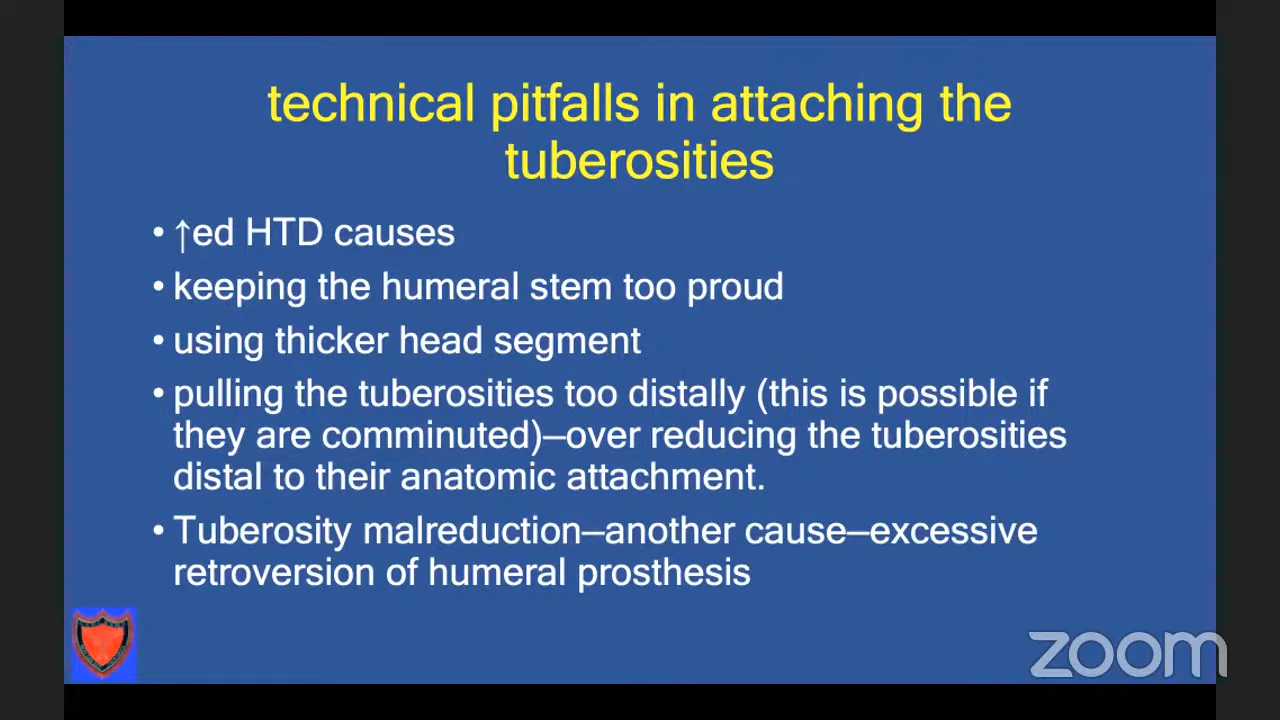 technical pitfalls in attaching the
tuberosities
• ↑ed HTD causes
• keeping the humeral stem too proud
• using thicker head segment
• pulling the tuberosities too distally (this is possible if
they are comminuted)—over reducing the tuberosities
distal to their anatomic attachment.
• Tuberosity malreduction—another cause—excessive
retroversion of humeral prosthesis
zoom